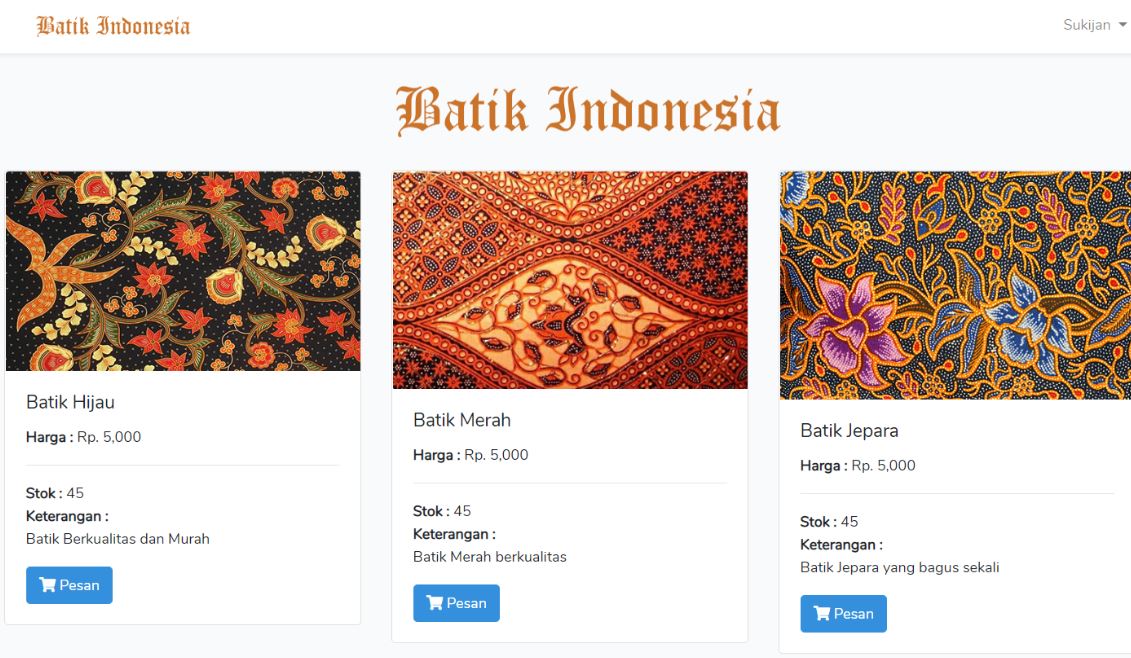 Batik Indonesia
Sukijan
Batik Indonesia
Batik Hijau
Harga : Rp. 5,000
Stok : 45
Keterangan :
Batik Berkualitas dan Murah
Pesan
Batik Merah
Harga : Rp. 5,000
Stok : 45
Keterangan :
Batik Merah berkualitas
Pesan
Batik Jepara
Harga : Rp. 5,000
Stok : 45
Keterangan :
Batik Jepara yang bagus sekali
Pesan